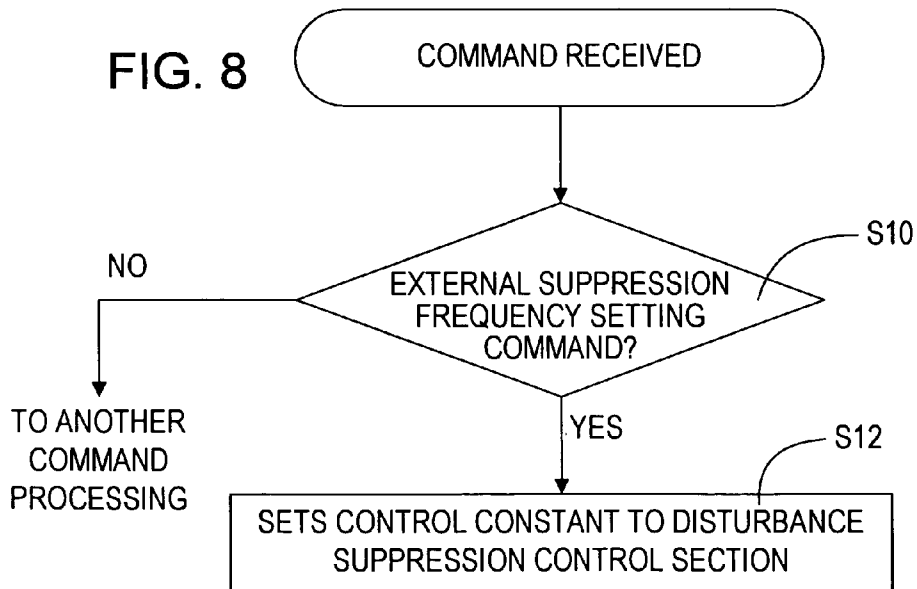 FIG. 8
COMMAND RECEIVED
S10
NO
EXTERNAL SUPPRESSION
FREQUENCY SETTING
COMMAND?
TO ANOTHER
COMMAND
PROCESSING
YES
S12
SETS CONTROL CONSTANT TO DISTURBANCE
SUPPRESSION CONTROL SECTION